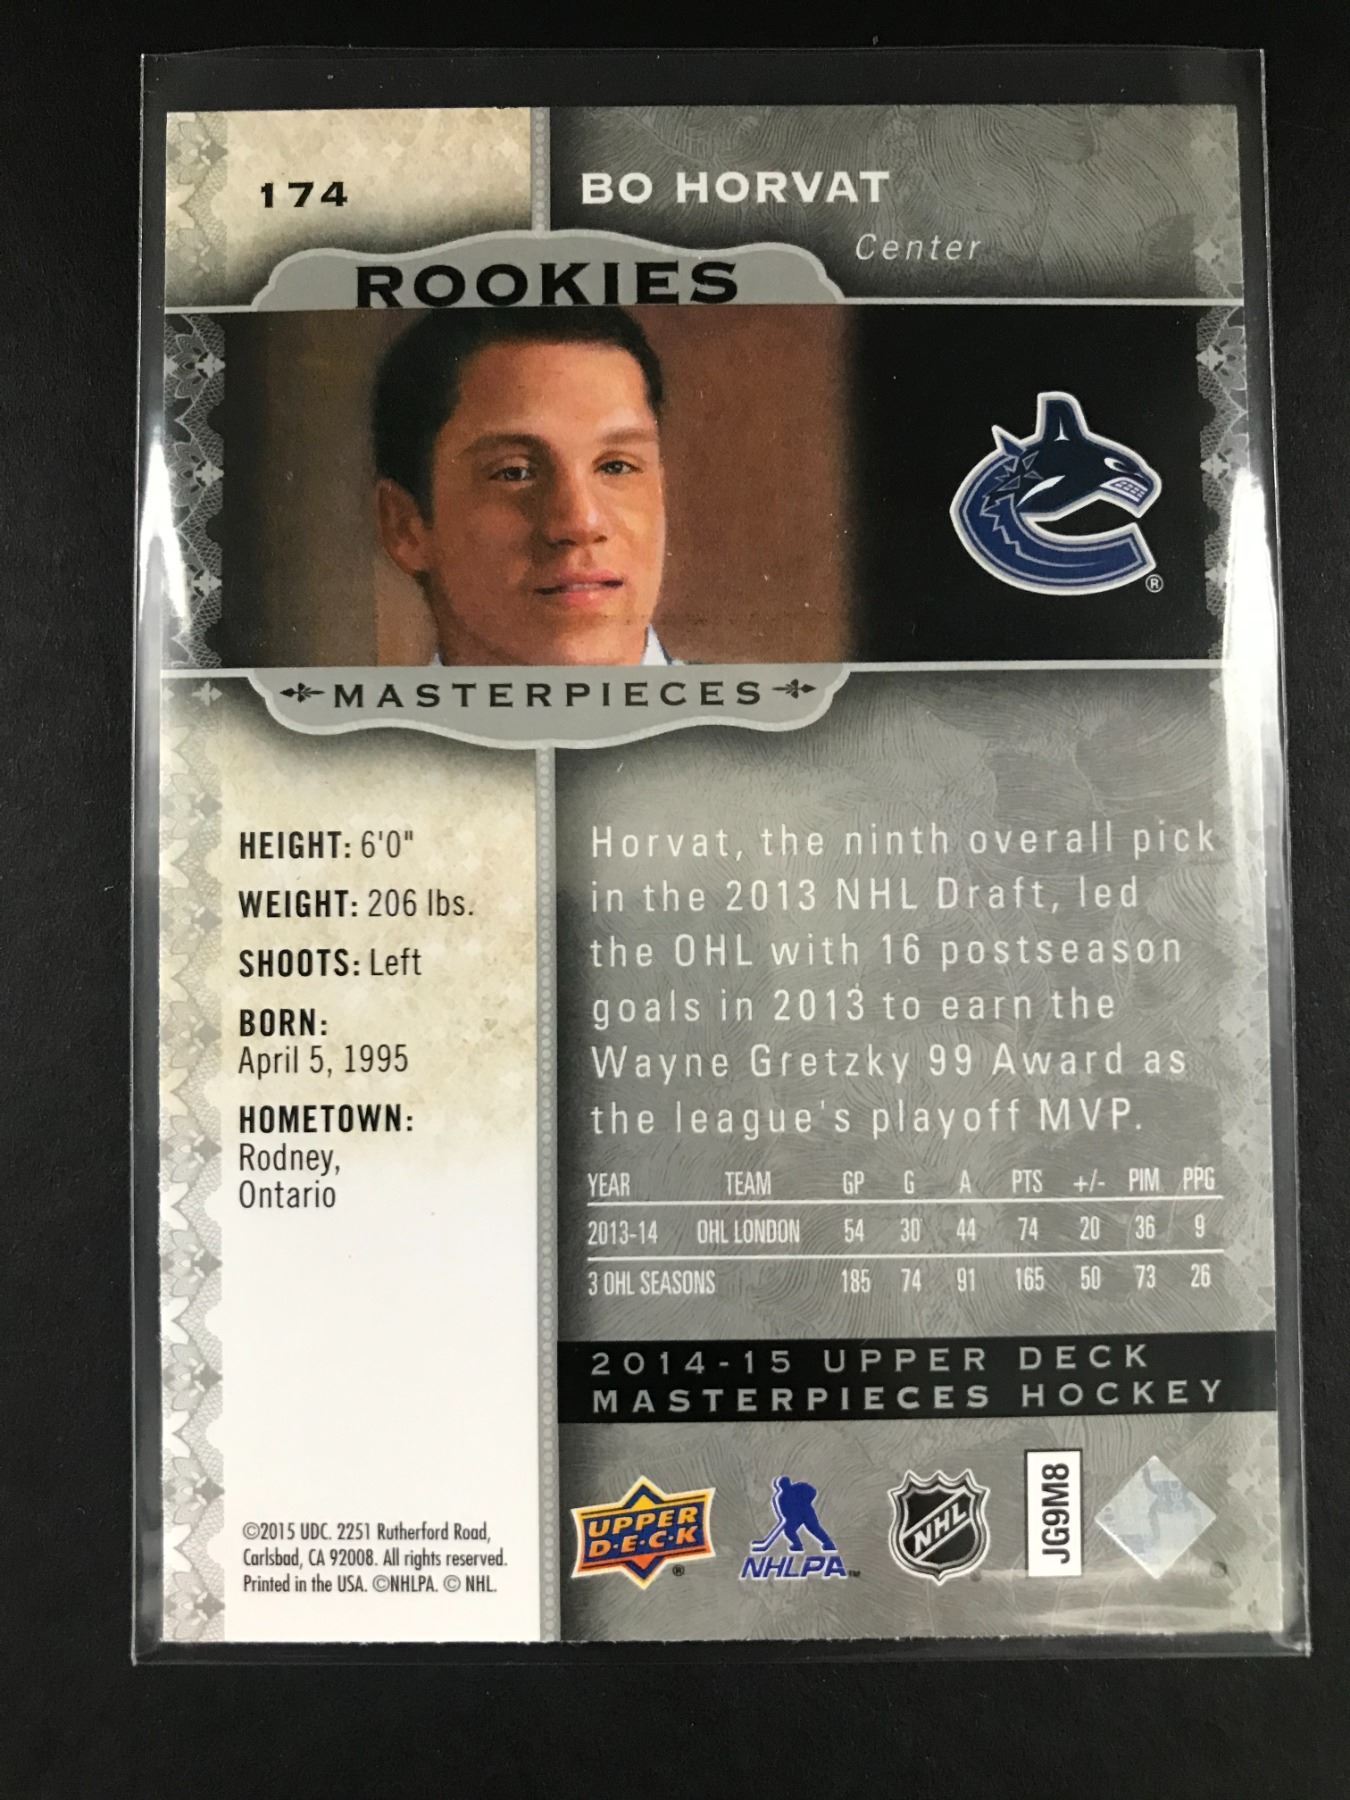 174
BO HORVAT
Center
ROOKIES
®
MASTERPIECES
HEIGHT: 6'0"
WEIGHT: 206 lbs.
SHOOTS: Left
BORN:
April 5, 1995
HOMETOWN:
Rodney,
Ontario
Horvat, the ninth overall pick
in the 2013 NHL Draft, led
the OHL with 16 postseason
goals in 2013 to earn the
Wayne Gretzky 99 Award as
the league's playoff MVP.
YEAR TEAM GP G A PTS +/- PIM PPG
2013-14 OHL LONDON 54 30 44 74 20 36 9
3 OHL SEASONS 185 74 91 165 50 73 26
2014-15 UPPER DECK
MASTERPIECES HOCKEY
©2015 UDC. 2251 Rutherford Road,
Carlsbad, CA 92008. All rights reserved.
Printed in the USA. ©NHLPA. © NHL.
UPPER
D·E·C·K
®
NHLPA™
NHL
JG9M8